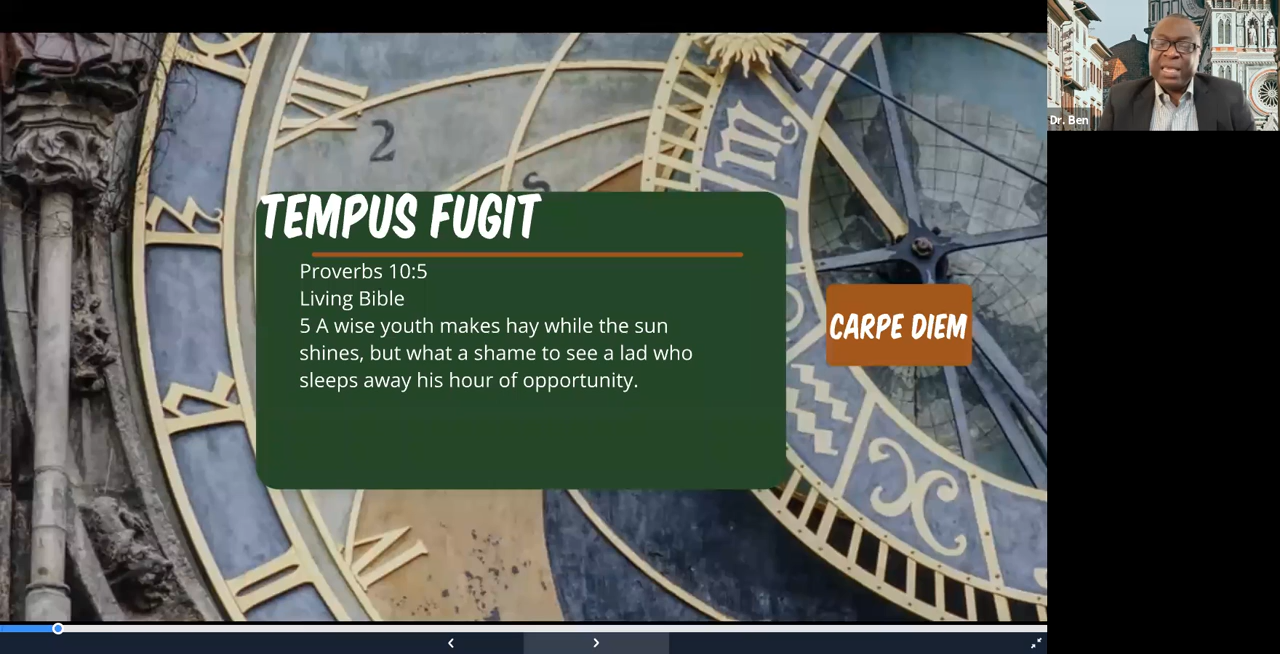 TEMPUS FUGIT
Proverbs 10:5
Living Bible
5 A wise youth makes hay while the sun
shines, but what a shame to see a lad who
sleeps away his hour of opportunity.
CARPE DIEM
Dr. Ben
2